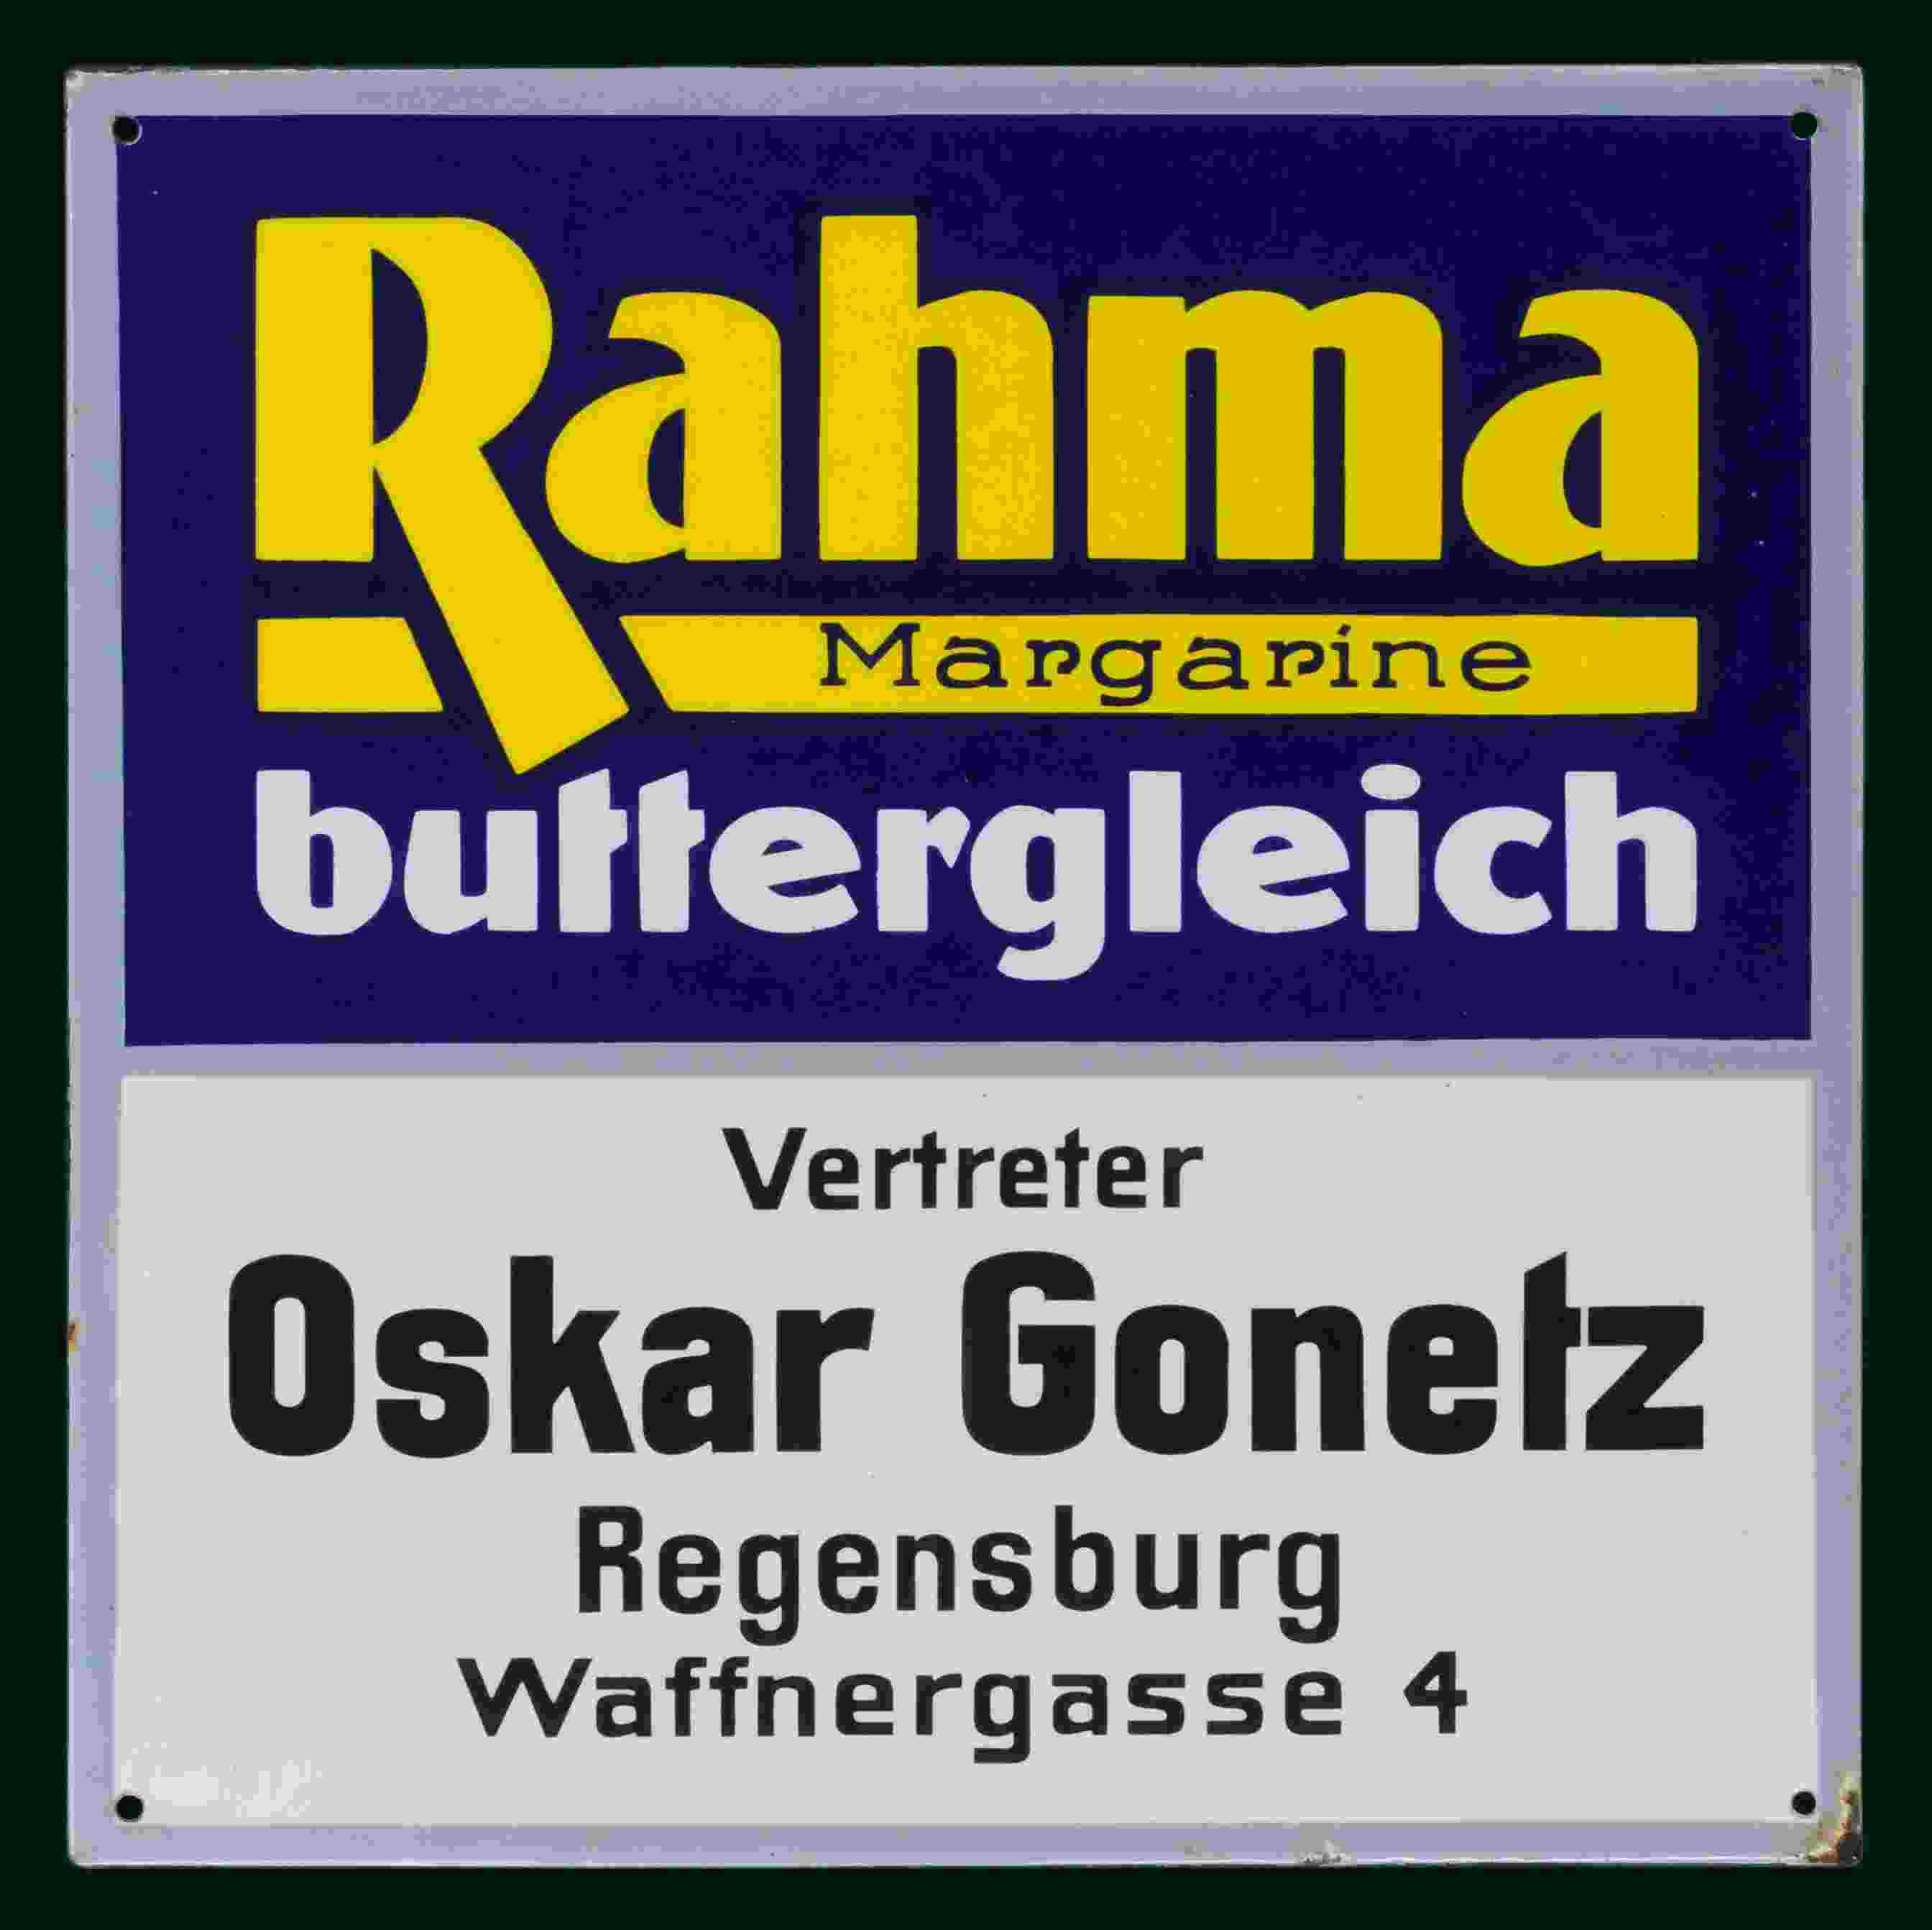 Rahma
Margarine
buttergleich
Vertreter
Oskar Gonetz
Regensburg
Waffnergasse 4